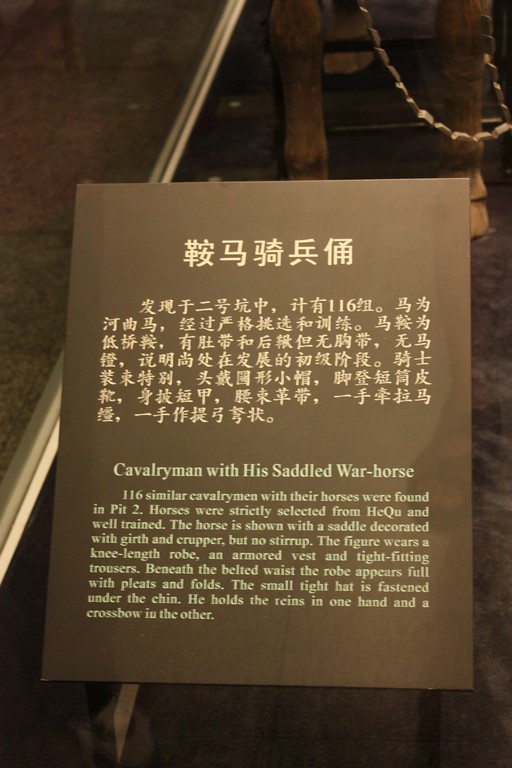 鞍马骑兵俑
发现于二号坑中，计有116组。马为
河曲马，经过严格挑选和训练。马鞍为
低桥鞍，有肚带和后鞧但无胸带，无马
镫，说明尚处在发展的初级阶段。骑士
装束特别，头戴圆形小帽，脚登短筒皮
靴，身披短甲，腰束革带，一手牵拉马
缰，一手作提弓弩状。
Cavalryman with His Saddled War-horse
116 similar cavalrymen with their horses were found
in Pit 2. Horses were strictly selected from HeQu and
well trained. The horse is shown with a saddle decorated
with girth and crupper, but no stirrup. The figure wears a
knee-length robe, an armored vest and tight-fitting
trousers. Beneath the belted waist the robe appears full
with pleats and folds. The small tight hat is fastened
under the chin. He holds the reins in one hand and a
crossbow in the other.